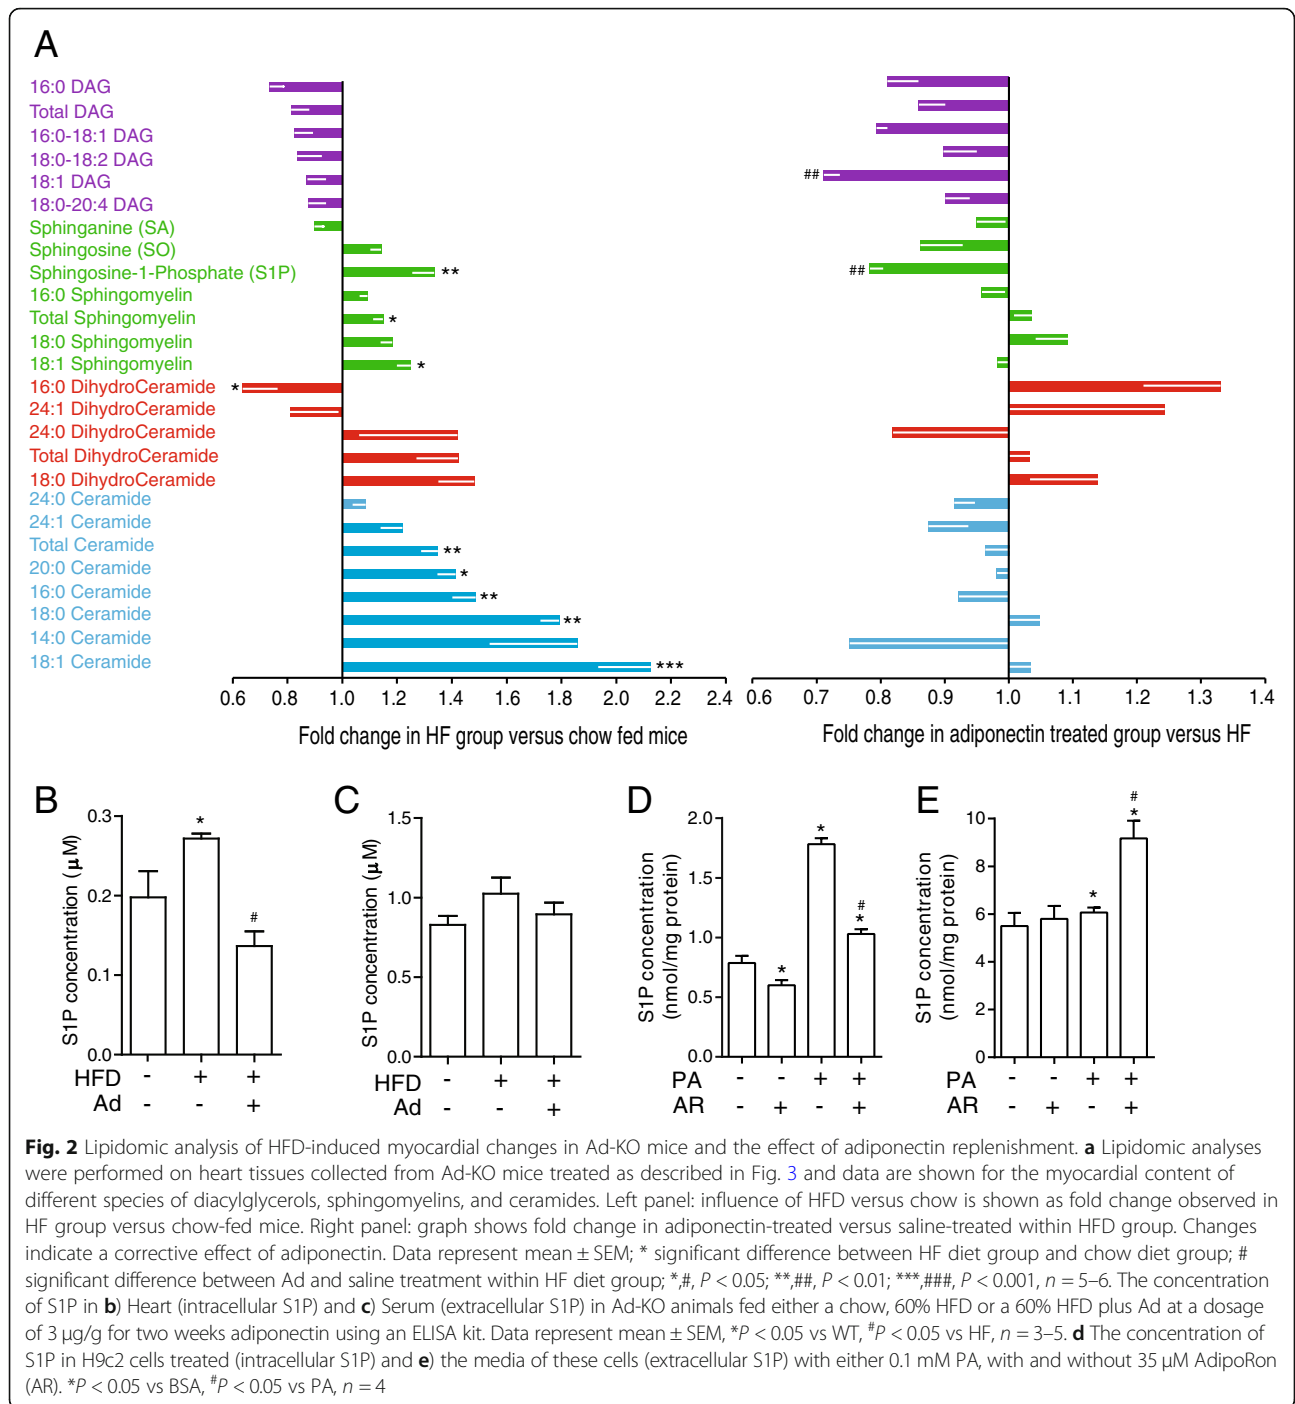 A
16:0 DAG
Total DAG
16:0-18:1 DAG
18:0-18:2 DAG
18:1 DAG
##
18:0-20:4 DAG
Sphinganine (SA)
Sphingosine (SO)
Sphingosine-1-Phosphate (S1P)
**
##
16:0 Sphingomyelin
Total Sphingomyelin
*
18:0 Sphingomyelin
18:1 Sphingomyelin
*
16:0 DihydroCeramide
*
24:1 DihydroCeramide
24:0 DihydroCeramide
Total DihydroCeramide
18:0 DihydroCeramide
24:0 Ceramide
24:1 Ceramide
Total Ceramide
**
20:0 Ceramide
*
16:0 Ceramide
**
18:0 Ceramide
**
14:0 Ceramide
18:1 Ceramide
***
0.6 0.8 1.0 1.2 1.4 1.6 1.8 2.0 2.2 2.4
Fold change in HF group versus chow fed mice
0.6 0.7 0.8 0.9 1.0 1.1 1.2 1.3 1.4
Fold change in adiponectin treated group versus HF
B
S1P concentration (μM)
0.3
0.2
0.1
0.0
*
#
HFD - + +
Ad - - +
C
S1P concentration (μM)
1.5
1.0
0.5
0.0
HFD - + +
Ad - - +
D
S1P concentration
(nmol/mg protein)
2.0
1.5
1.0
0.5
0.0
*
*
#
*
PA - - + +
AR - + - +
E
S1P concentration
(nmol/mg protein)
10
8
6
4
2
0
*
#
*
PA - - + +
AR - + - +
Fig. 2 Lipidomic analysis of HFD-induced myocardial changes in Ad-KO mice and the effect of adiponectin replenishment. a Lipidomic analyses
were performed on heart tissues collected from Ad-KO mice treated as described in Fig. 3 and data are shown for the myocardial content of
different species of diacylglycerols, sphingomyelins, and ceramides. Left panel: influence of HFD versus chow is shown as fold change observed in
HF group versus chow-fed mice. Right panel: graph shows fold change in adiponectin-treated versus saline-treated within HFD group. Changes
indicate a corrective effect of adiponectin. Data represent mean ± SEM; * significant difference between HF diet group and chow diet group; #
significant difference between Ad and saline treatment within HF diet group; *,#, P < 0.05; **,##, P < 0.01; ***,###, P < 0.001, n = 5–6. The concentration
of S1P in b) Heart (intracellular S1P) and c) Serum (extracellular S1P) in Ad-KO animals fed either a chow, 60% HFD or a 60% HFD plus Ad at a dosage
of 3 μg/g for two weeks adiponectin using an ELISA kit. Data represent mean ± SEM, *P < 0.05 vs WT, #P < 0.05 vs HF, n = 3–5. d The concentration of
S1P in H9c2 cells treated (intracellular S1P) and e) the media of these cells (extracellular S1P) with either 0.1 mM PA, with and without 35 μM AdipoRon
(AR). *P < 0.05 vs BSA, #P < 0.05 vs PA, n = 4